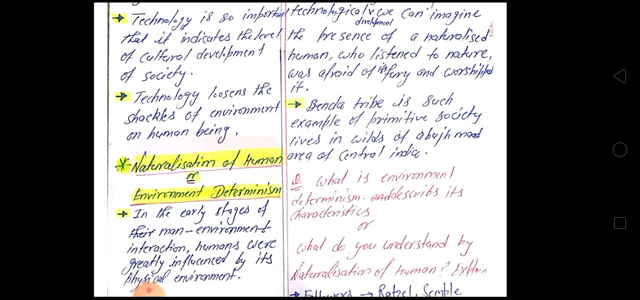 → Technology is so important
that it indicates the level
of cultural development
of society.
→ Technology loosens the
shackles of environment
on human being.
* Naturalisation of Human
or
Environment Determinism
→ In the early stages of
their man-environment
interaction, humans were
greatly influenced by its
physical environment.
technological we can imagine
development
the presence of a naturalised
human, who listened to nature,
was afraid of its fury and worshipped
it.
→ Benda tribe is such
example of primitive society
lives in wilds of abujh mad
area of central india.
Q What is environment
determinism and describs its
characteristics
or
What do you understand by
Naturalisation of Human? Explain
→ Followers → Ratzel, Semple